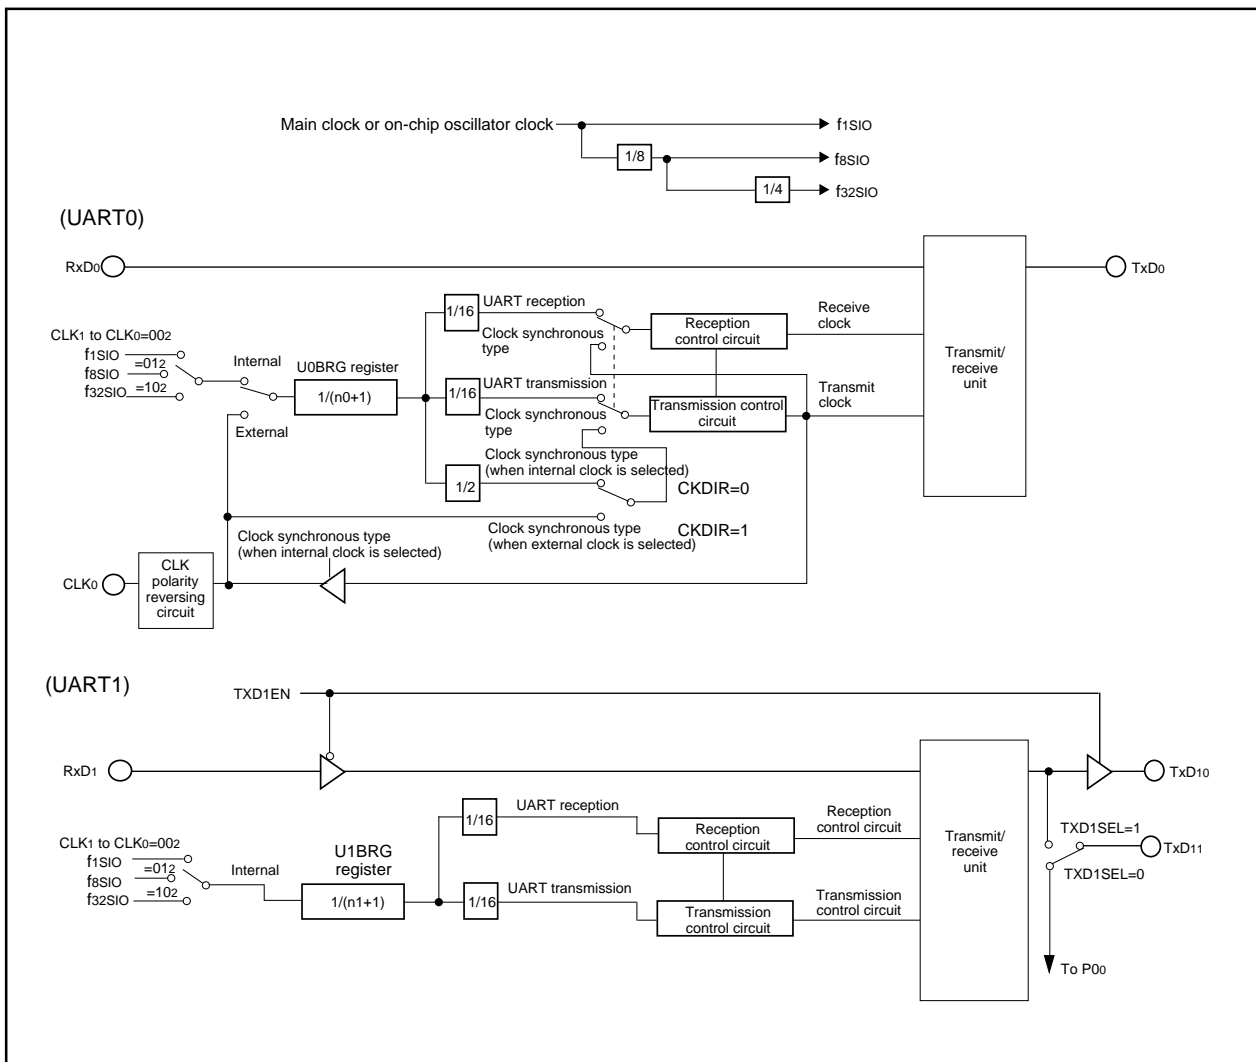 Main clock or on-chip oscillator clock
f1SIO
1/8
f8SIO
1/4
f32SIO
(UART0)
RxD0
TxD0
CLK1 to CLK0=002
f1SIO
=012
f8SIO
=102
f32SIO
Internal
External
U0BRG register
1/(n0+1)
1/16
UART reception
Clock synchronous
type
Reception
control circuit
Receive
clock
1/16
UART transmission
Clock synchronous
type
Transmission control
circuit
Transmit
clock
Transmit/
receive
unit
Clock synchronous type
(when internal clock is selected)
1/2
CKDIR=0
Clock synchronous type
(when external clock is selected)
CKDIR=1
Clock synchronous type
(when internal clock is selected)
CLK0
CLK
polarity
reversing
circuit
(UART1)
TXD1EN
RxD1
TxD10
CLK1 to CLK0=002
f1SIO
=012
f8SIO
=102
f32SIO
Internal
U1BRG
register
1/(n1+1)
1/16
UART reception
Reception
control circuit
Reception
control circuit
1/16
UART transmission
Transmission
control circuit
Transmission
control circuit
Transmit/
receive
unit
TXD1SEL=1
TxD11
TXD1SEL=0
To P00